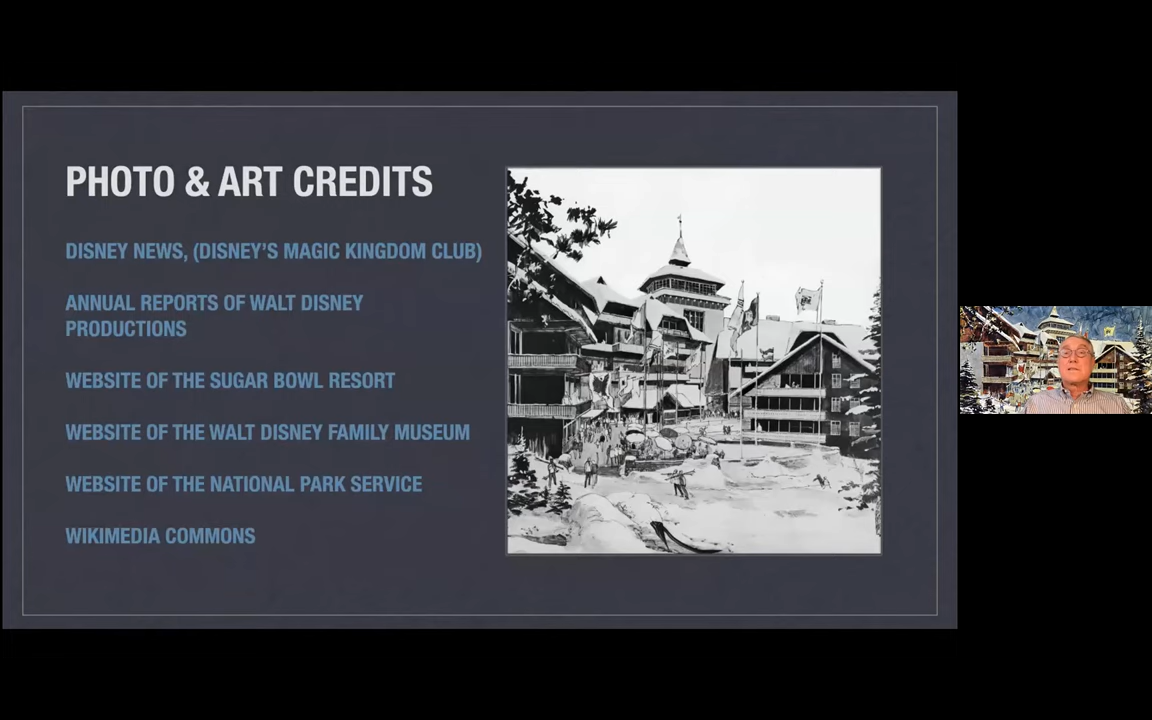 PHOTO & ART CREDITS
DISNEY NEWS, (DISNEY'S MAGIC KINGDOM CLUB)
ANNUAL REPORTS OF WALT DISNEY
PRODUCTIONS
WEBSITE OF THE SUGAR BOWL RESORT
WEBSITE OF THE WALT DISNEY FAMILY MUSEUM
WEBSITE OF THE NATIONAL PARK SERVICE
WIKIMEDIA COMMONS